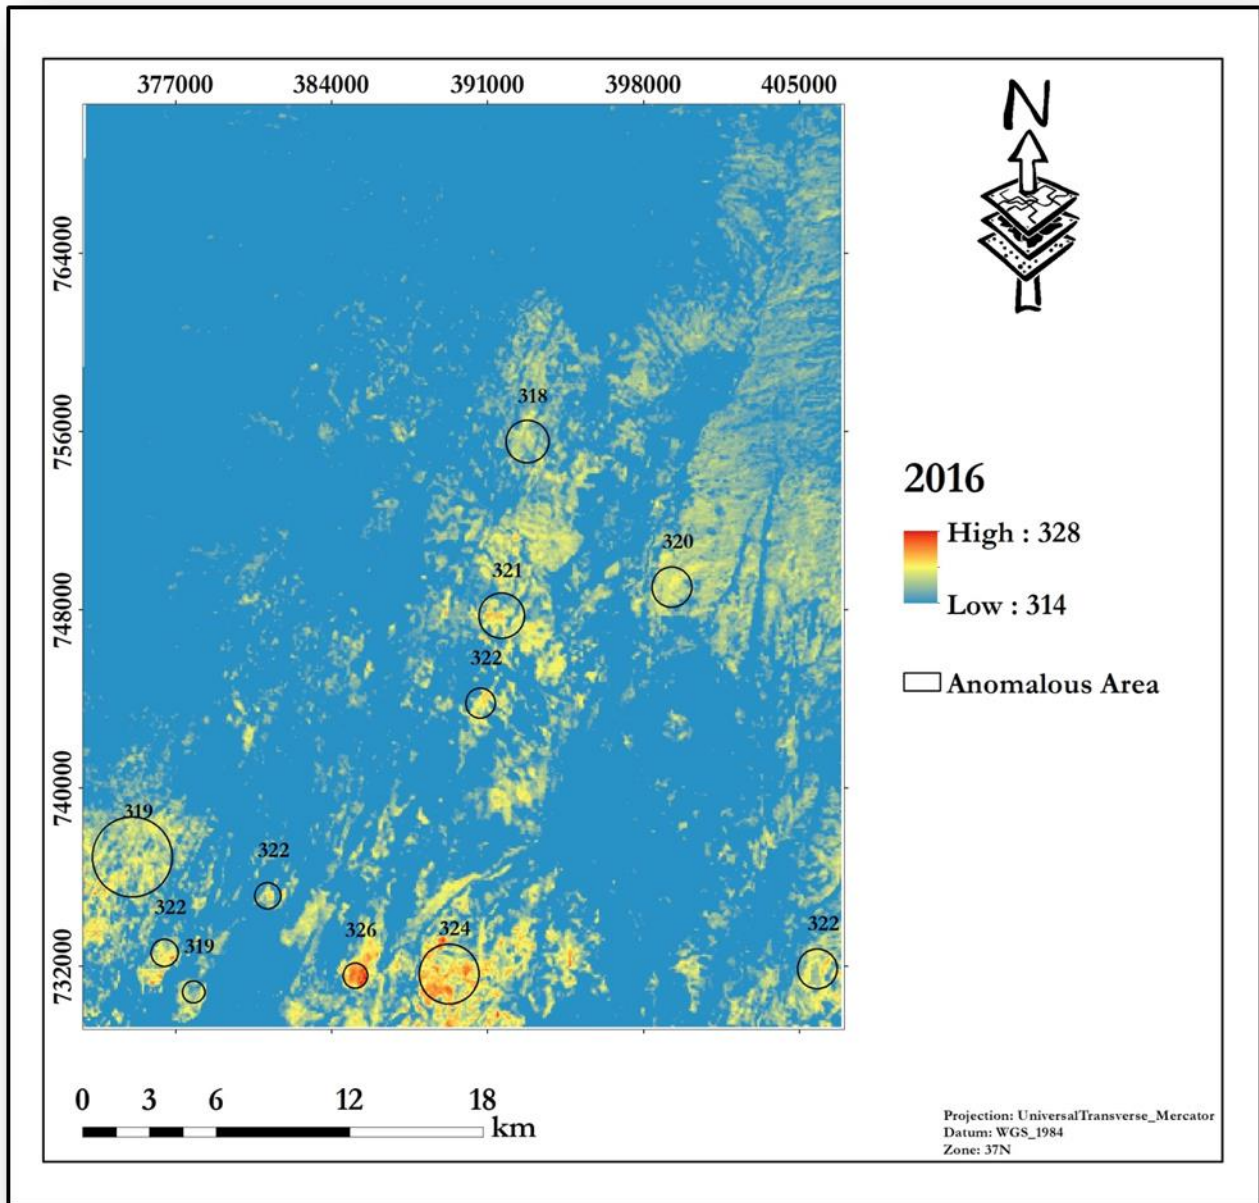 377000 384000 391000 398000 405000
N
764000
756000
748000
740000
732000
318
320
321
322
319
322
322
319
326
324
322
2016
High : 328
Low : 314
Anomalous Area
0 3 6 12 18
km
Projection: UniversalTransverse_Mercator
Datum: WGS_1984
Zone: 37N